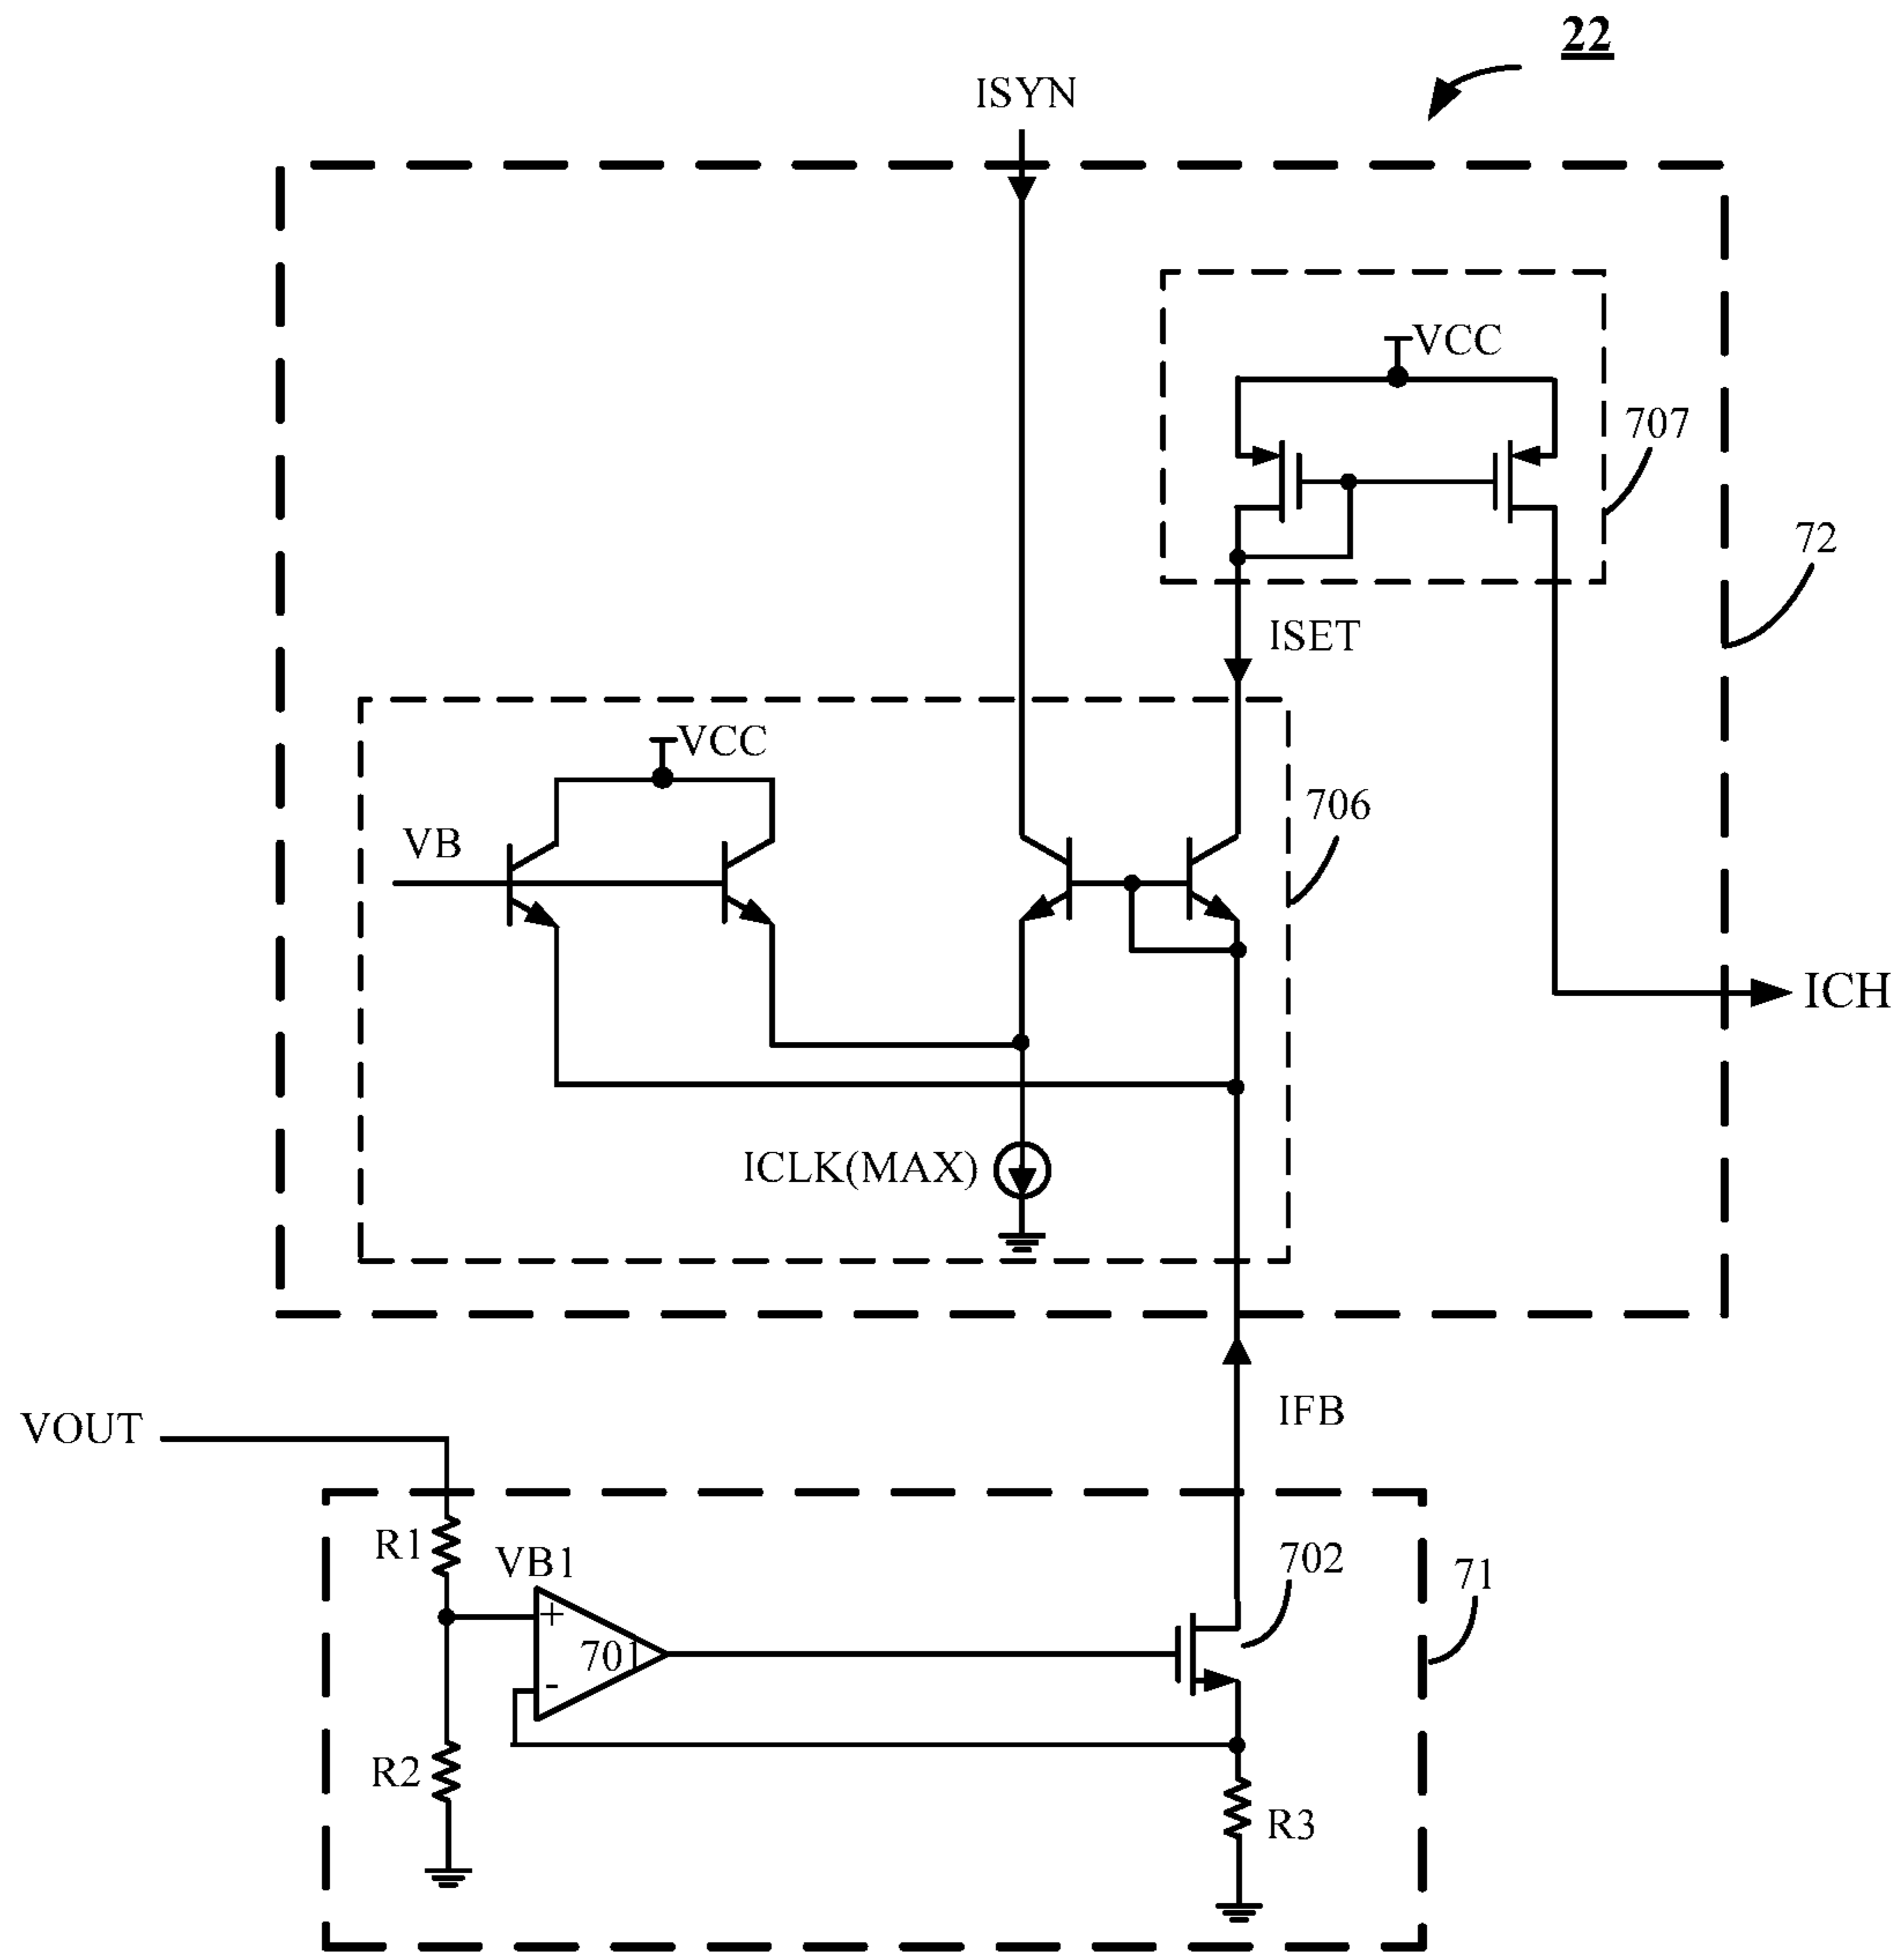 22
ISYN
VCC
707
72
ISET
VCC
706
VB
ICH
ICLK(MAX)
IFB
VOUT
R1
VB1
702
71
+
701
-
R2
R3